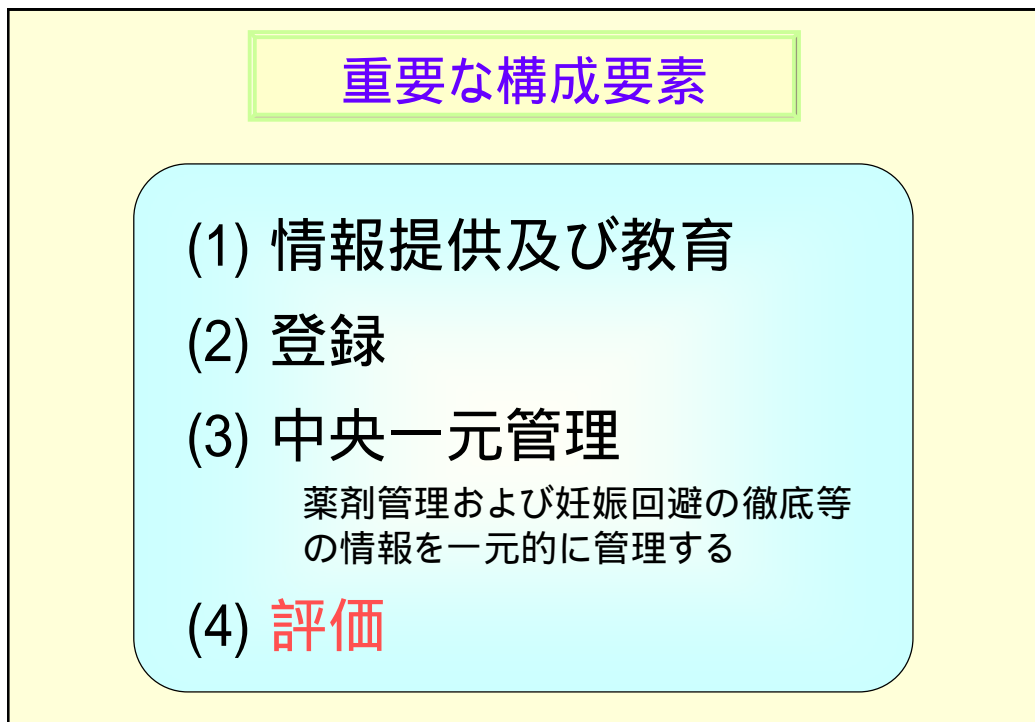 重要な構成要素
(1) 情報提供及び教育
(2) 登録
(3) 中央一元管理
薬剤管理および妊娠回避の徹底等
の情報を一元的に管理する
(4) 評価